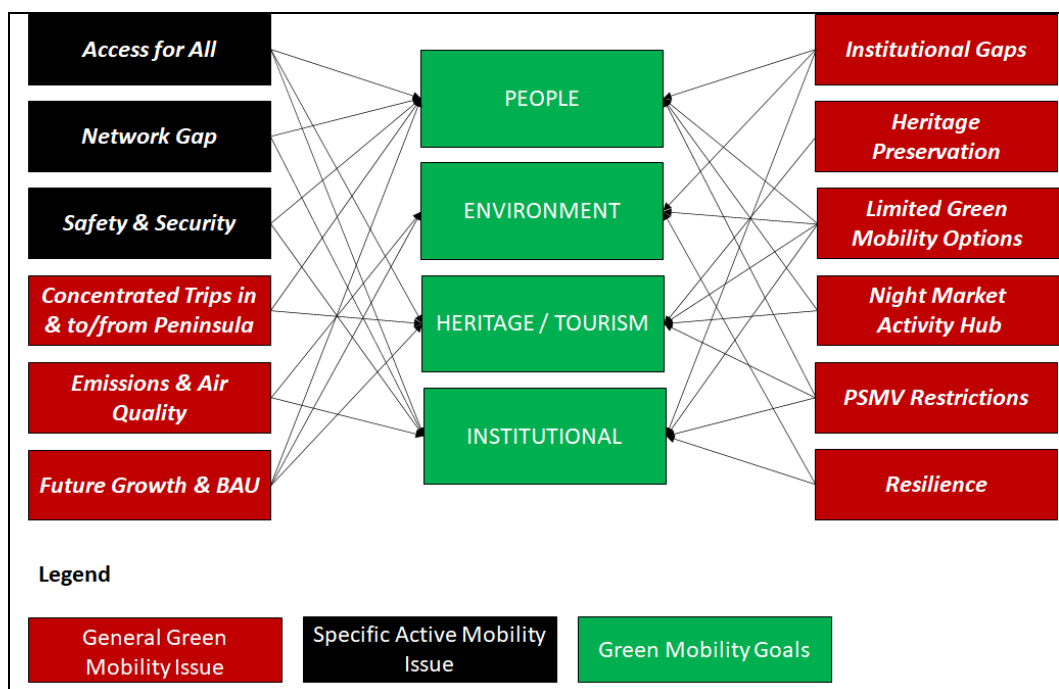 Access for All
Network Gap
Safety & Security
Concentrated Trips in
& to/from Peninsula
Emissions & Air
Quality
Future Growth & BAU
PEOPLE
ENVIRONMENT
HERITAGE / TOURISM
INSTITUTIONAL
Institutional Gaps
Heritage
Preservation
Limited Green
Mobility Options
Night Market
Activity Hub
PSMV Restrictions
Resilience
Legend
General Green
Mobility Issue
Specific Active Mobility
Issue
Green Mobility Goals